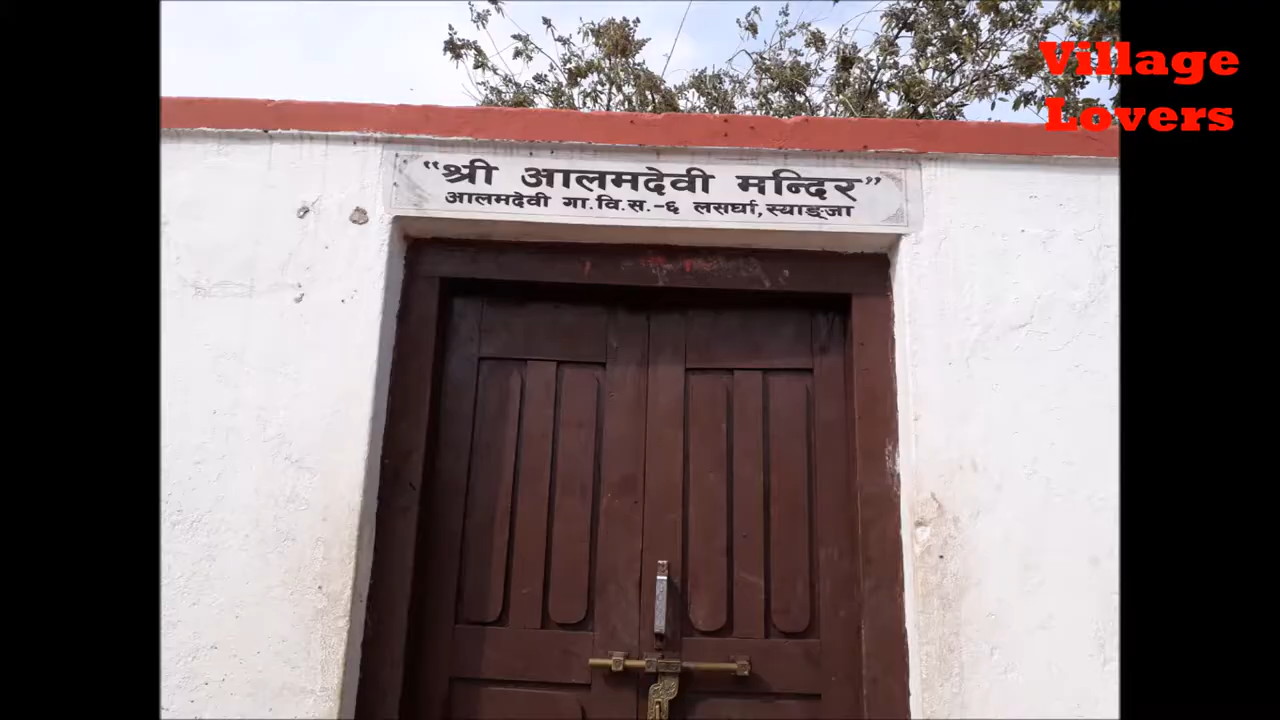 “श्री आलमदेवी मन्दिर”
आलमदेवी गा.वि.स.-६ लसर्घा,स्याङ्जा
Village
Lovers